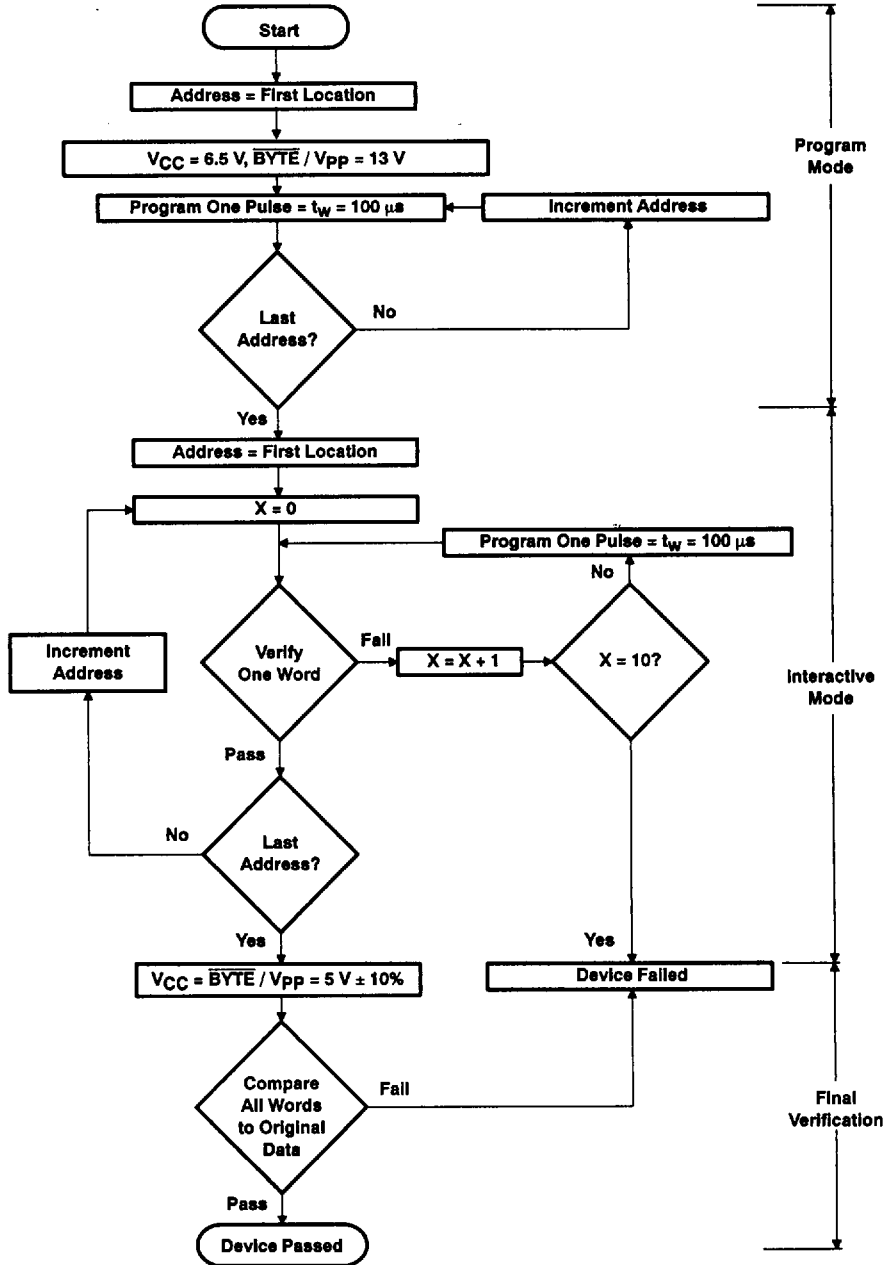 Start
Address = First Location
VCC = 6.5 V, BYTE / VPP = 13 V
Program One Pulse = tW = 100 μs
Increment Address
Last
Address?
No
Yes
Program
Mode
Address = First Location
X = 0
Program One Pulse = tW = 100 μs
No
Increment
Address
Verify
One Word
Fail
X = X + 1
X = 10?
Interactive
Mode
Pass
No
Last
Address?
Yes
Yes
VCC = BYTE / VPP = 5 V ± 10%
Device Failed
Compare
All Words
to Original
Data
Fail
Final
Verification
Pass
Device Passed